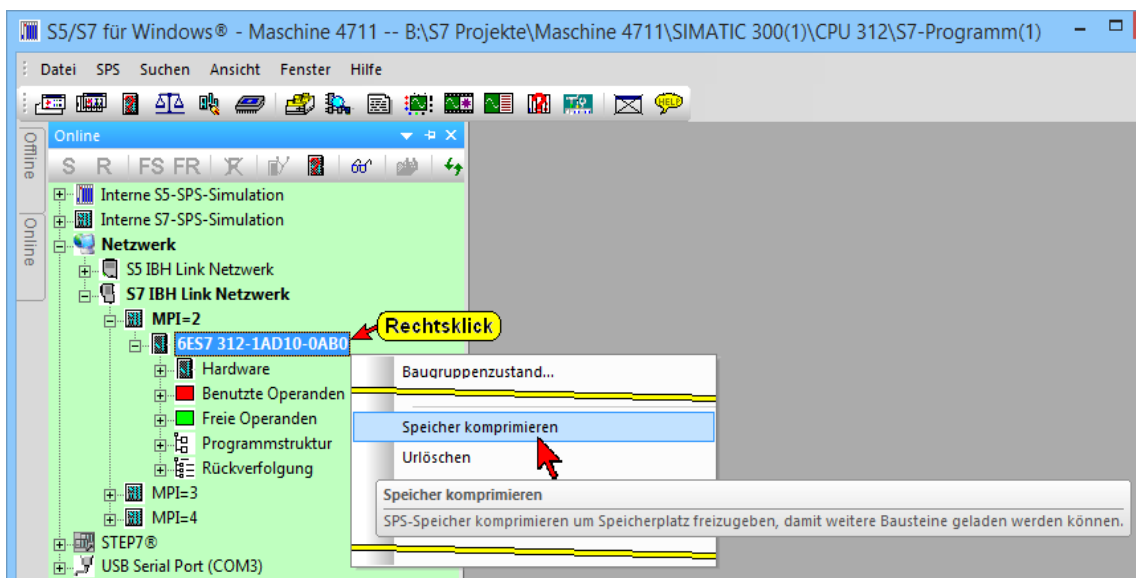 S5/S7 für Windows® - Maschine 4711 -- B:\S7 Projekte\Maschine 4711\SIMATIC 300(1)\CPU 312\S7-Programm(1)
Datei SPS Suchen Ansicht Fenster Hilfe
HELP
Offline
Online
Online
S R FS FR
Interne S5-SPS-Simulation
Interne S7-SPS-Simulation
Netzwerk
S5 IBH Link Netzwerk
S7 IBH Link Netzwerk
MPI=2
Rechtsklick
6ES7 312-1AD10-0AB0
Hardware
Baugruppenzustand...
Benutzte Operanden
Freie Operanden
Speicher komprimieren
Programmstruktur
Urlöschen
Rückverfolgung
MPI=3
Speicher komprimieren
MPI=4
SPS-Speicher komprimieren um Speicherplatz freizugeben, damit weitere Bausteine geladen werden können.
STEP7®
USB Serial Port (COM3)